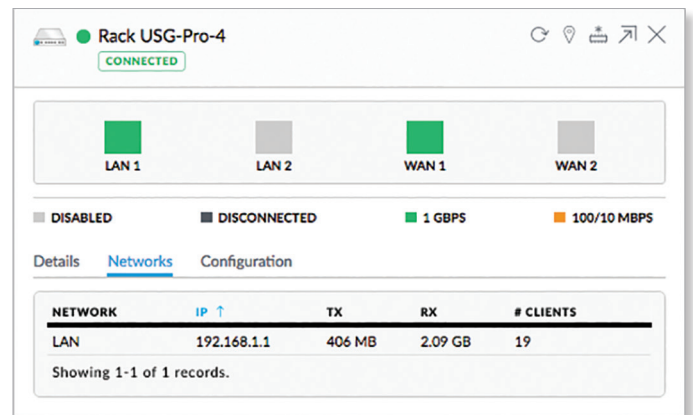 Rack USG-Pro-4
CONNECTED
LAN 1 LAN 2 WAN 1 WAN 2
DISABLED DISCONNECTED 1 GBPS 100/10 MBPS
Details Networks Configuration
NETWORK IP ↑ TX RX # CLIENTS
LAN 192.168.1.1 406 MB 2.09 GB 19
Showing 1-1 of 1 records.